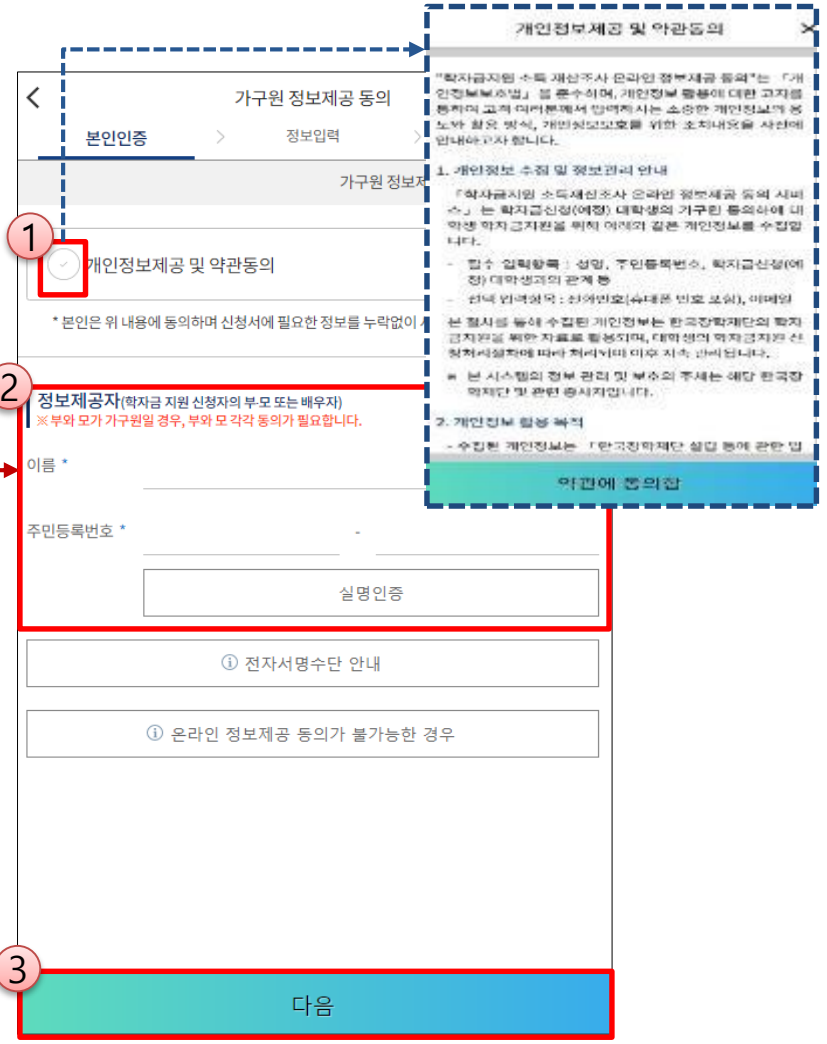 가구원 정보제공 동의
본인인증
정보입력
가구원 정보제
1
개인정보제공 및 약관동의
* 본인은 위 내용에 동의하며 신청서에 필요한 정보를 누락없이
2
정보제공자(학자금 지원 신청자의 부·모 또는 배우자)
※ 부와 모가 가구원일 경우, 부와 모 각각 동의가 필요합니다.
이름 *
주민등록번호 *
-
실명인증
ⓘ 전자서명수단 안내
ⓘ 온라인 정보제공 동의가 불가능한 경우
3
다음
개인정보제공 및 약관동의
"학자금지원 소득 재산조사 온라인 정보제공 동의"는 「개
인정보보호법」을 준수하며, 개인정보 활용에 대한 고지를
통하여 고객 여러분께서 입력하시는 소중한 개인정보의 용
도와 활용 방식, 개인정보보호를 위한 조치내용을 사전에
안내하고자 합니다.
1. 개인정보 수집 및 정보관리 안내
「학자금지원 소득재산조사 온라인 정보제공 동의 서비
스」는 학자금신청(예정) 대학생의 가구원 동의하에 대
학생 학자금지원을 위해 아래와 같은 개인정보를 수집합
니다.
- 필수 입력항목 : 성명, 주민등록번호, 학자금신청(예
정) 대학생과의 관계 등
- 선택 입력항목 : 전화번호(휴대폰 번호 포함), 이메일
본 절차를 통해 수집된 개인정보는 한국장학재단의 학자
금지원을 위한 자료로 활용되며, 대학생의 학자금지원 신
청처리절차에 따라 처리되며 이후 지속 관리됩니다.
※ 본 시스템의 정보 관리 및 보호의 주체는 해당 한국장
학재단 및 관련 종사자입니다.
2. 개인정보 활용 목적
- 수집된 개인정보는 「한국장학재단 설립 등에 관한 법
약관에 동의함